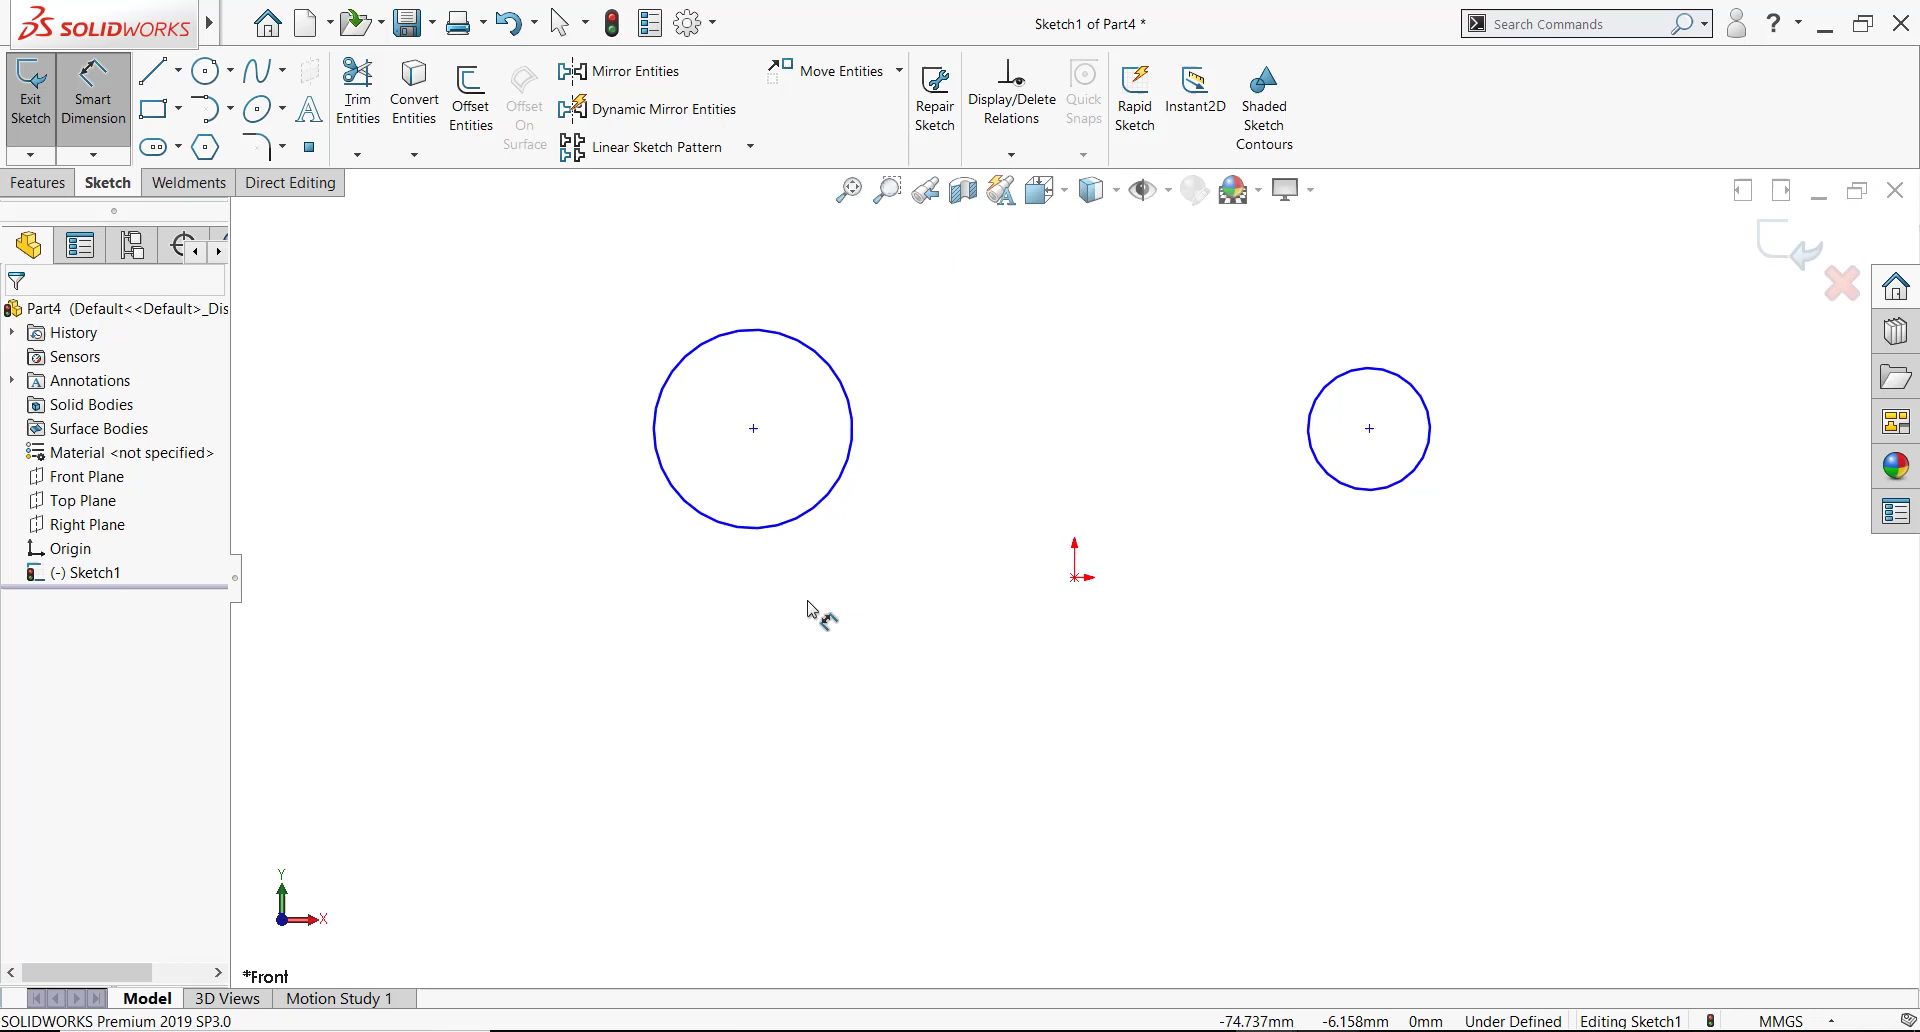 SOLIDWORKS
Sketch1 of Part4 *
Search Commands
?
Exit Sketch
Smart Dimension
Trim Entities
Convert Entities
Offset Entities
Offset On Surface
Mirror Entities
Dynamic Mirror Entities
Linear Sketch Pattern
Move Entities
Repair Sketch
Display/Delete Relations
Quick Snaps
Rapid Sketch
Instant2D
Shaded Sketch Contours
Features
Sketch
Weldments
Direct Editing
Part4 (Default<<Default>_Dis
History
Sensors
Annotations
Solid Bodies
Surface Bodies
Material <not specified>
Front Plane
Top Plane
Right Plane
Origin
(-) Sketch1
Y
X
*Front
Model
3D Views
Motion Study 1
SOLIDWORKS Premium 2019 SP3.0
-74.737mm
-6.158mm
0mm
Under Defined
Editing Sketch1
MMGS